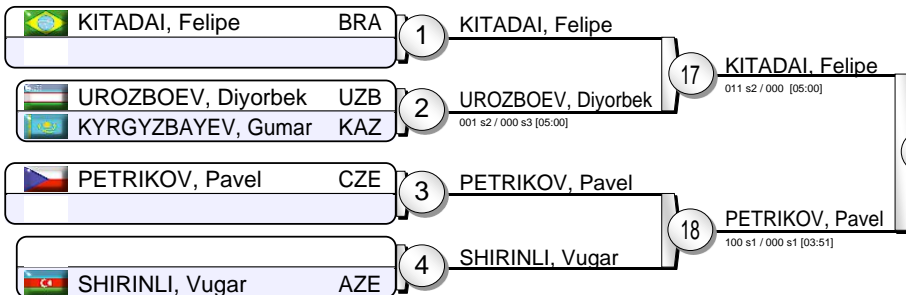 KITADAI, Felipe BRA
1
KITADAI, Felipe
UROZBOEV, Diyorbek UZB
KYRGYZBAYEV, Gumar KAZ
2
UROZBOEV, Diyorbek
001 s2 / 000 s3 [05:00]
17
KITADAI, Felipe
011 s2 / 000 [05:00]
PETRIKOV, Pavel CZE
3
PETRIKOV, Pavel
SHIRINLI, Vugar AZE
4
SHIRINLI, Vugar
18
PETRIKOV, Pavel
100 s1 / 000 s1 [03:51]